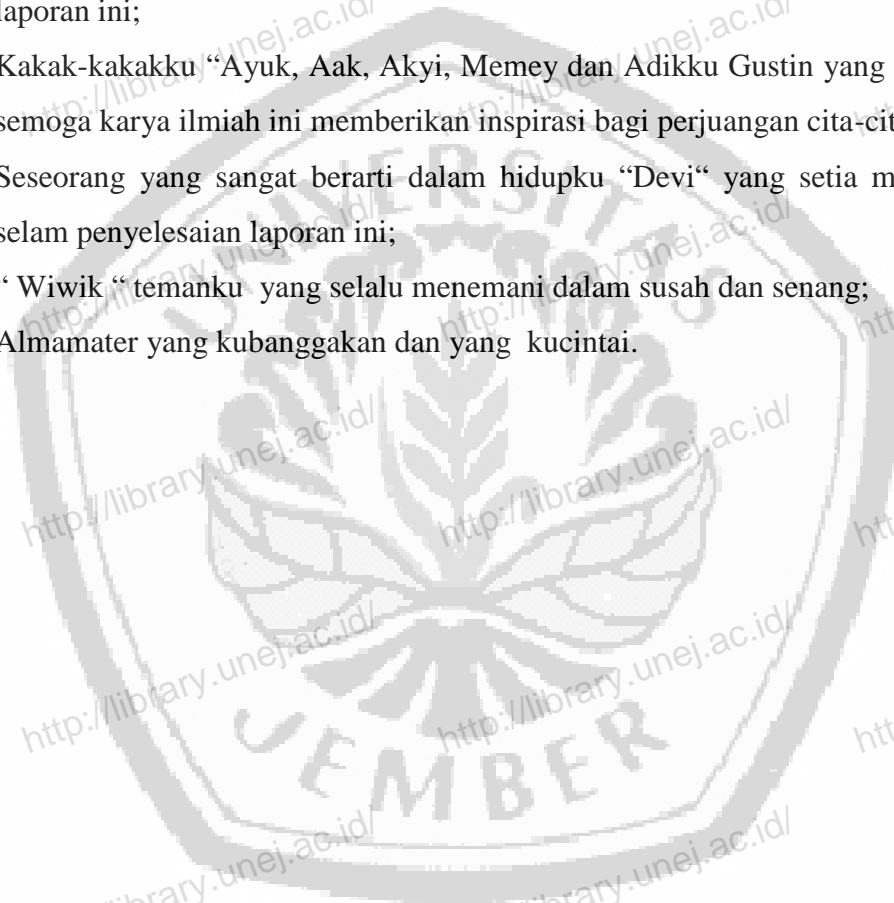 laporan ini;
Kakak-kakakku “Ayuk, Aak, Akyi, Memey dan Adikku Gustin yang
semoga karya ilmiah ini memberikan inspirasi bagi perjuangan cita-cit
Seseorang yang sangat berarti dalam hidupku “Devi“ yang setia m
selam penyelesaian laporan ini;
“ Wiwik “ temanku yang selalu menemani dalam susah dan senang;
Almamater yang kubanggakan dan yang kucintai.
UNIVERSITAS
JEMBER
http://library.unej.ac.id/
http://library.unej.ac.id/
http://library.unej.ac.id/
http://library.unej.ac.id/
http://library.unej.ac.id/
http://library.unej.ac.id/
http://library.unej.ac.id/
http://library.unej.ac.id/